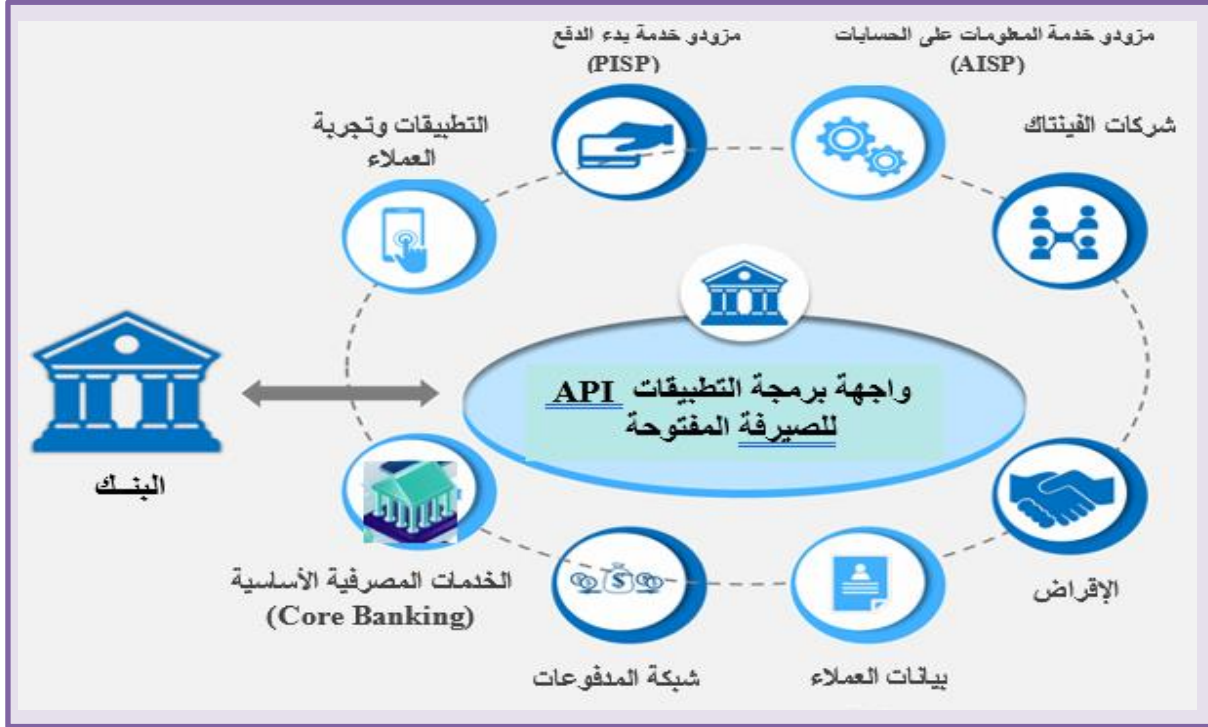 مزودو خدمة المعلومات على الحسابات
(AISP)
مزودو خدمة بدء الدفع
(PISP)
شركات الفينتاك
التطبيقات وتجربة
العملاء
واجهة برمجة التطبيقات API
للصيرفة المفتوحة
البنــك
الإقراض
الخدمات المصرفية الأساسية
(Core Banking)
بيانات العملاء
شبكة المدفوعات